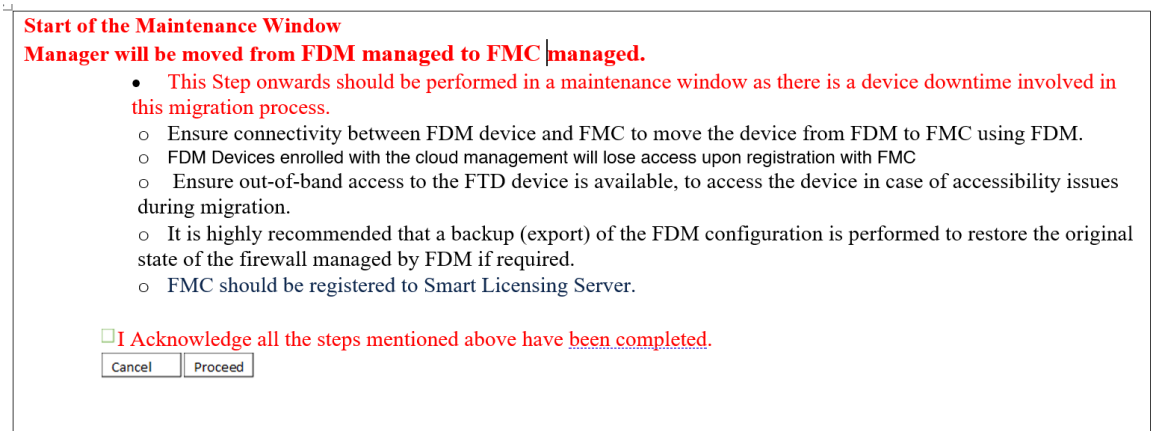 Start of the Maintenance Window
Manager will be moved from FDM managed to FMC managed.
• This Step onwards should be performed in a maintenance window as there is a device downtime involved in
this migration process.
o Ensure connectivity between FDM device and FMC to move the device from FDM to FMC using FDM.
o FDM Devices enrolled with the cloud management will lose access upon registration with FMC
o Ensure out-of-band access to the FTD device is available, to access the device in case of accessibility issues
during migration.
o It is highly recommended that a backup (export) of the FDM configuration is performed to restore the original
state of the firewall managed by FDM if required.
o FMC should be registered to Smart Licensing Server.
I Acknowledge all the steps mentioned above have been completed.
Cancel Proceed